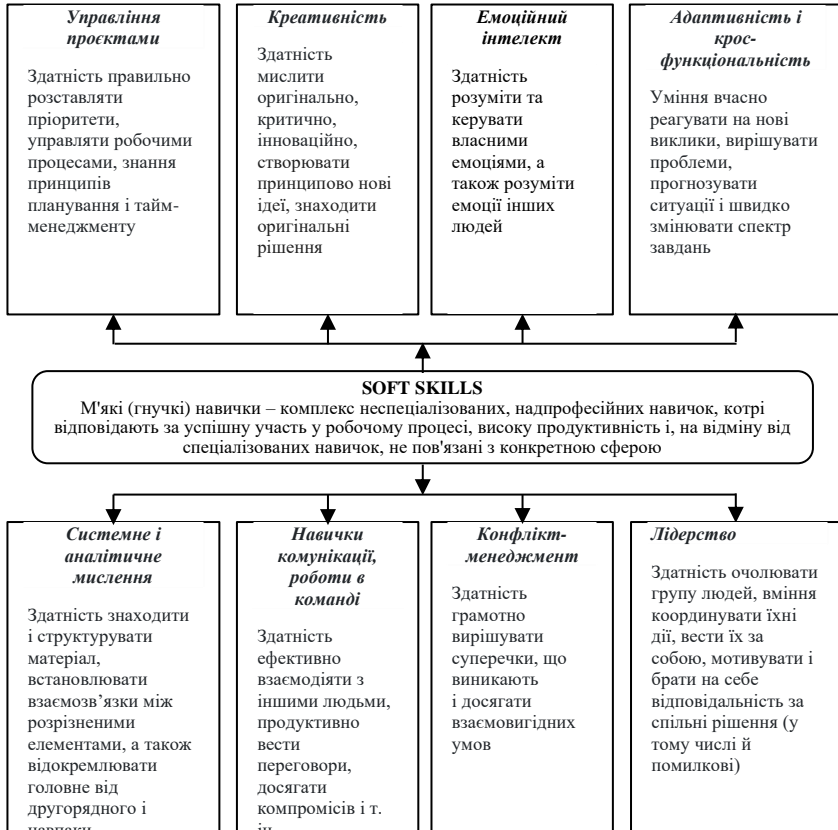 Управління
проєктами
Здатність правильно
розставляти
пріоритети,
управляти робочими
процесами, знання
принципів
планування і тайм-
менеджменту
Креативність
Здатність
мислити
оригінально,
критично,
інноваційно,
створювати
принципово нові
ідеї, знаходити
оригінальні
рішення
Емоційний
інтелект
Здатність
розуміти та
керувати
власними
емоціями, а
також розуміти
емоції інших
людей
Адаптивність і
крос-
функціональність
Уміння вчасно
реагувати на нові
виклики, вирішувати
проблеми,
прогнозувати
ситуації і швидко
змінювати спектр
завдань
SOFT SKILLS
М'які (гнучкі) навички – комплекс неспеціалізованих, надпрофесійних навичок, котрі
відповідають за успішну участь у робочому процесі, високу продуктивність і, на відміну від
спеціалізованих навичок, не пов'язані з конкретною сферою
Системне і
аналітичне
мислення
Здатність знаходити
і структурувати
матеріал,
встановлювати
взаємозв’язки між
розрізненими
елементами, а також
відокремлювати
головне від
другорядного і
Навички
комунікації,
роботи в
команді
Здатність
ефективно
взаємодіяти з
іншими людьми,
продуктивно
вести
переговори,
досягати
компромісів і т.
Конфлікт-
менеджмент
Здатність
грамотно
вирішувати
суперечки, що
виникають
і досягати
взаємовигідних
умов
Лідерство
Здатність очолювати
групу людей, вміння
координувати їхні
дії, вести їх за
собою, мотивувати і
брати на себе
відповідальність за
спільні рішення (у
тому числі й
помилкові)